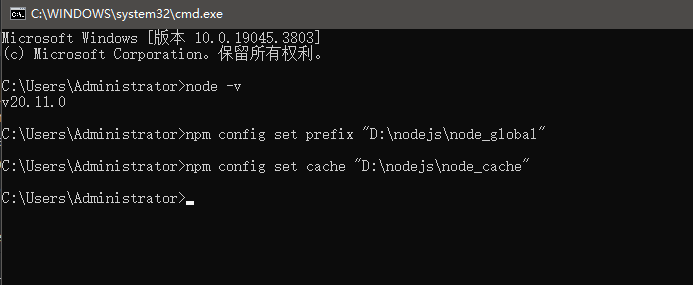 C:\WINDOWS\system32\cmd.exe
Microsoft Windows [版本 10.0.19045.3803]
(c) Microsoft Corporation。保留所有权利。
C:\Users\Administrator>node -v
v20.11.0
C:\Users\Administrator>npm config set prefix "D:\nodejs\node_global"
C:\Users\Administrator>npm config set cache "D:\nodejs\node_cache"
C:\Users\Administrator>